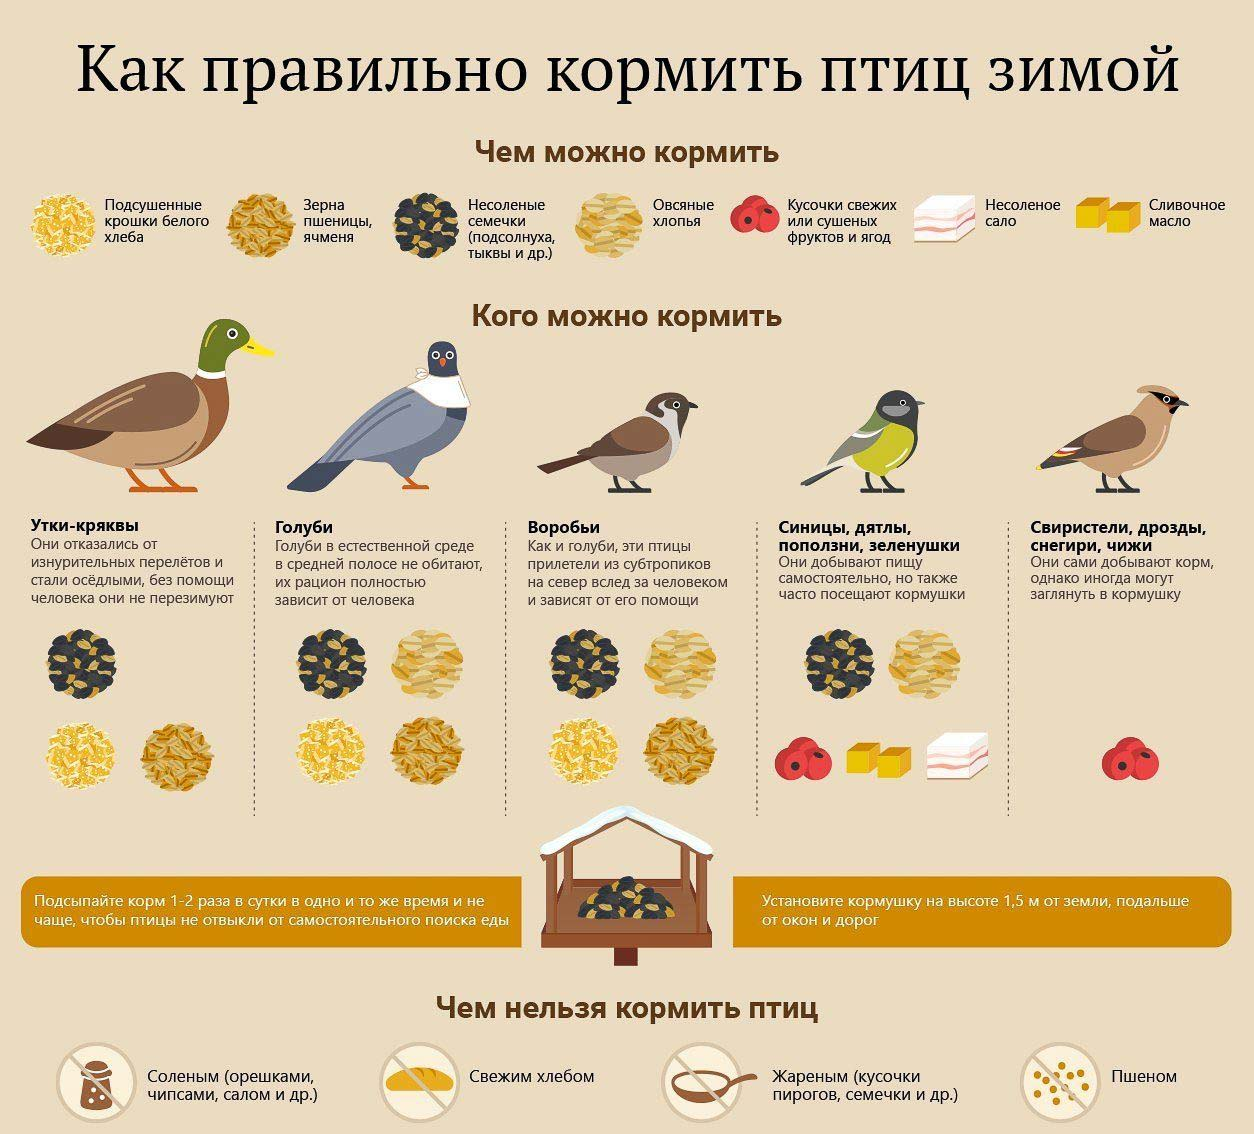 Как правильно кормить птиц зимой
Чем можно кормить
Подсушенные
крошки белого
хлеба
Зерна
пшеницы,
ячменя
Несоленые
семечки
(подсолнуха,
тыквы и др.)
Овсяные
хлопья
Кусочки свежих
или сушеных
фруктов и ягод
Несоленое
сало
Сливочное
масло
Кого можно кормить
Утки-кряквы
Они отказались от
изнурительных перелётов и
стали осёдлыми, без помощи
человека они не перезимуют
Голуби
Голуби в естественной среде
в средней полосе не обитают,
их рацион полностью
зависит от человека
Воробьи
Как и голуби, эти птицы
прилетели из субтропиков
на север вслед за человеком
и зависят от его помощи
Синицы, дятлы,
поползни, зеленушки
Они добывают пищу
самостоятельно, но также
часто посещают кормушки
Свиристели, дрозды,
снегири, чижи
Они сами добывают корм,
однако иногда могут
заглянуть в кормушку
Подсыпайте корм 1-2 раза в сутки в одно и то же время и не
чаще, чтобы птицы не отвыкли от самостоятельного поиска еды
Установите кормушку на высоте 1,5 м от земли, подальше
от окон и дорог
Чем нельзя кормить птиц
Соленым (орешками,
чипсами, салом и др.)
Свежим хлебом
Жареным (кусочки
пирогов, семечки и др.)
Пшеном